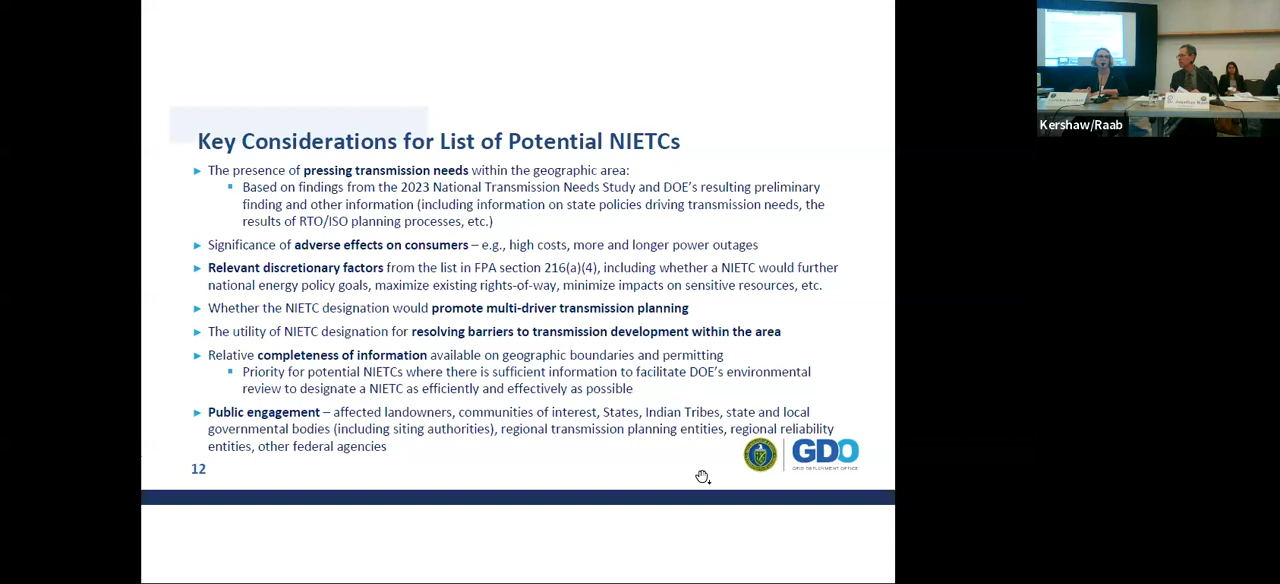 Key Considerations for List of Potential NIETCs
► The presence of pressing transmission needs within the geographic area:
▪ Based on findings from the 2023 National Transmission Needs Study and DOE's resulting preliminary
finding and other information (including information on state policies driving transmission needs, the
results of RTO/ISO planning processes, etc.)
► Significance of adverse effects on consumers – e.g., high costs, more and longer power outages
► Relevant discretionary factors from the list in FPA section 216(a)(4), including whether a NIETC would further
national energy policy goals, maximize existing rights-of-way, minimize impacts on sensitive resources, etc.
► Whether the NIETC designation would promote multi-driver transmission planning
► The utility of NIETC designation for resolving barriers to transmission development within the area
► Relative completeness of information available on geographic boundaries and permitting
▪ Priority for potential NIETCs where there is sufficient information to facilitate DOE's environmental
review to designate a NIETC as efficiently and effectively as possible
► Public engagement – affected landowners, communities of interest, States, Indian Tribes, state and local
governmental bodies (including siting authorities), regional transmission planning entities, regional reliability
entities, other federal agencies
12
GDO
GRID DEPLOYMENT OFFICE
Kershaw/Raab